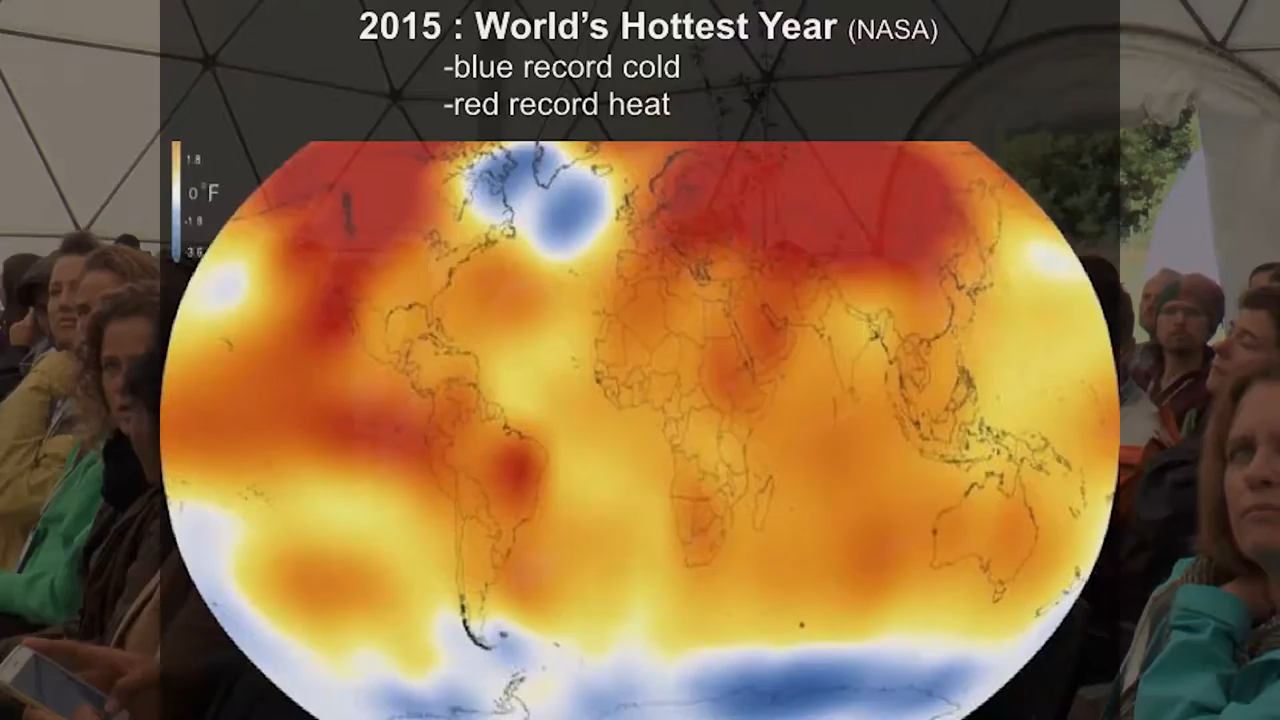 2015 : World's Hottest Year (NASA)
-blue record cold
-red record heat
1.8
0 °F
-1.8
-3.6